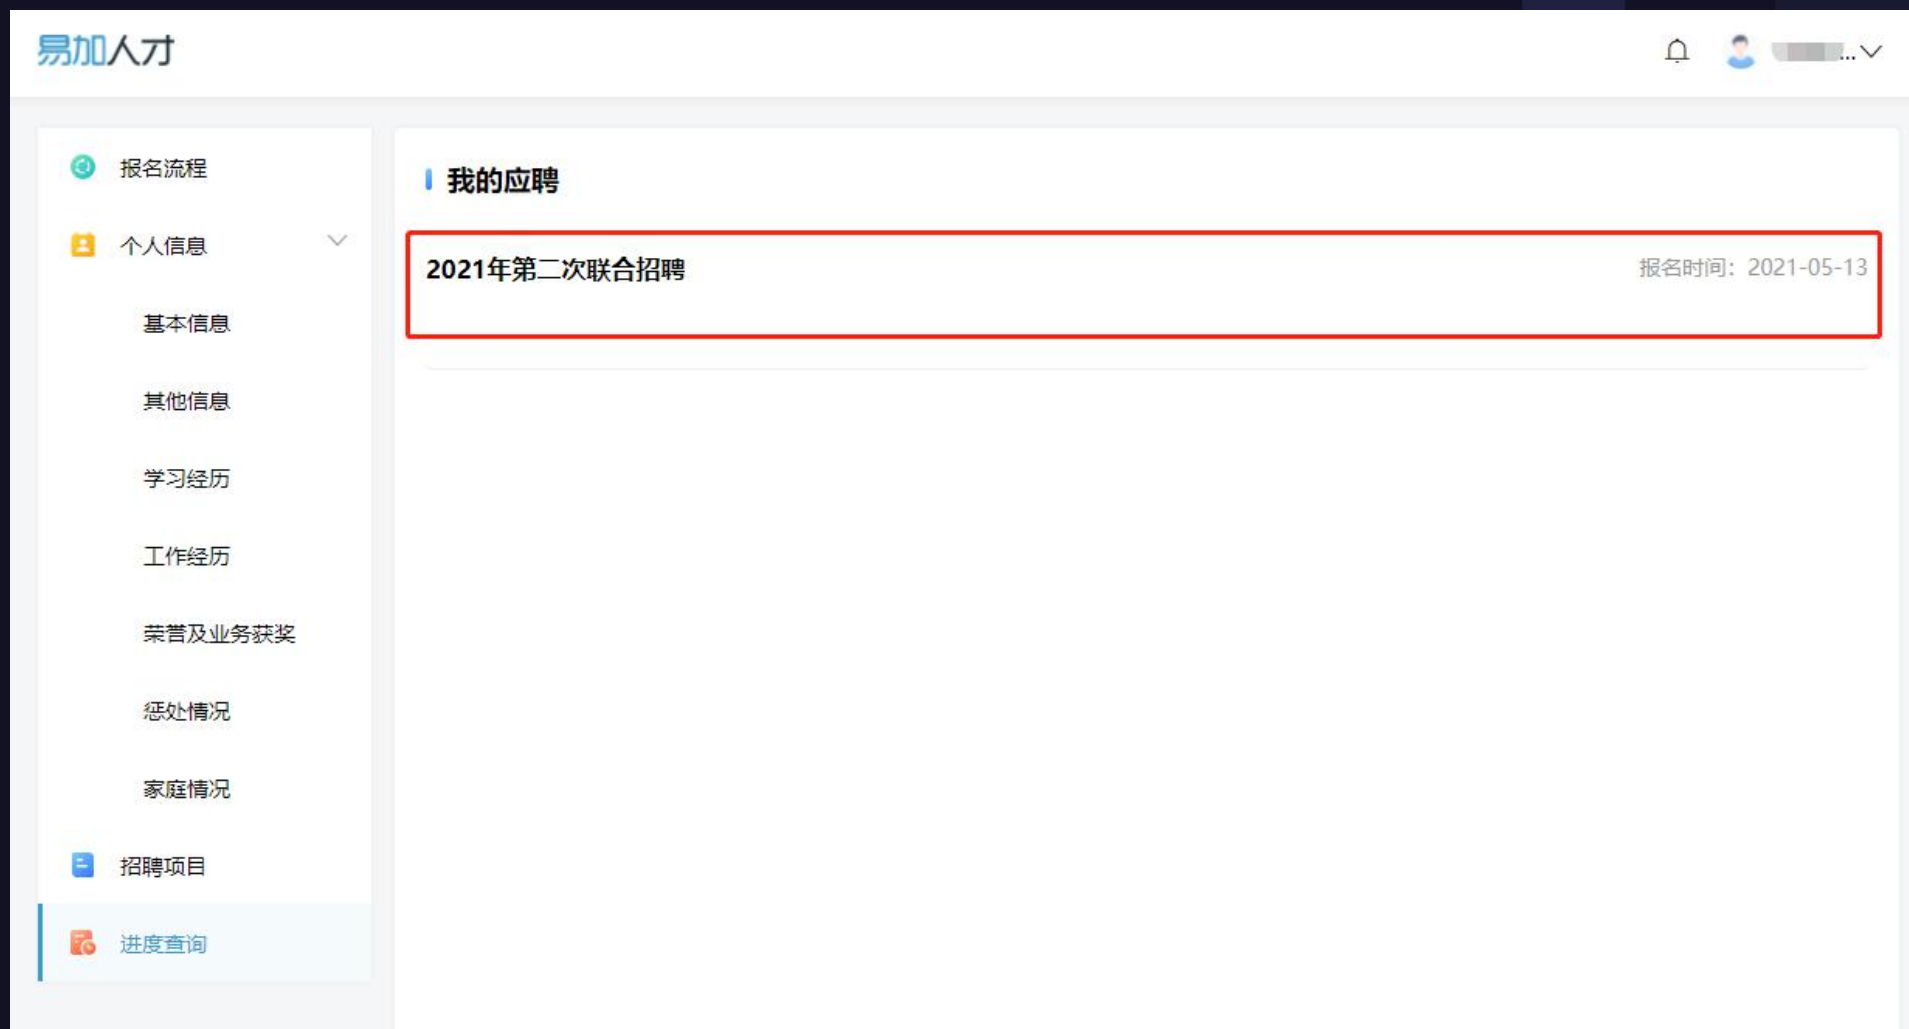 易加人才
...
报名流程
个人信息
基本信息
其他信息
学习经历
工作经历
荣誉及业务获奖
惩处情况
家庭情况
招聘项目
进度查询
我的应聘
2021年第二次联合招聘
报名时间：2021-05-13